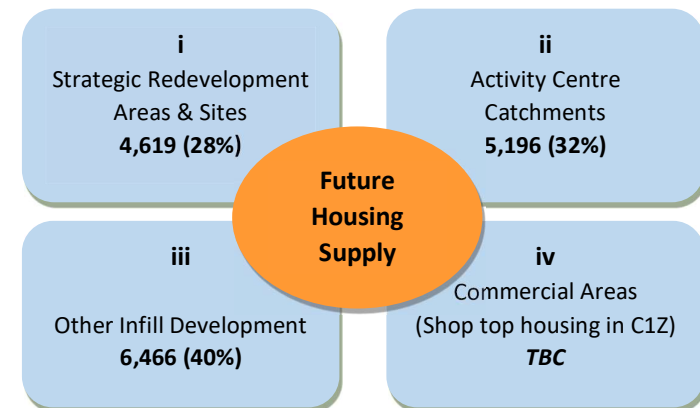 i
Strategic Redevelopment
Areas & Sites
4,619 (28%)
ii
Activity Centre
Catchments
5,196 (32%)
Future
Housing
Supply
iii
Other Infill Development
6,466 (40%)
iv
Commercial Areas
(Shop top housing in C1Z)
TBC